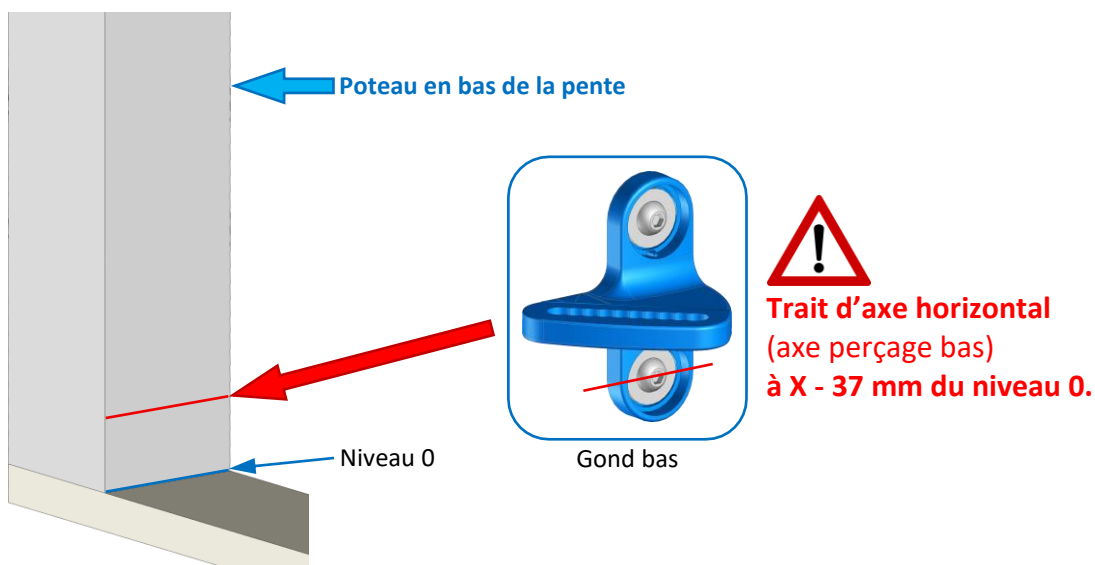 Poteau en bas de la pente
Trait d’axe horizontal
(axe perçage bas)
à X - 37 mm du niveau 0.
Niveau 0
Gond bas